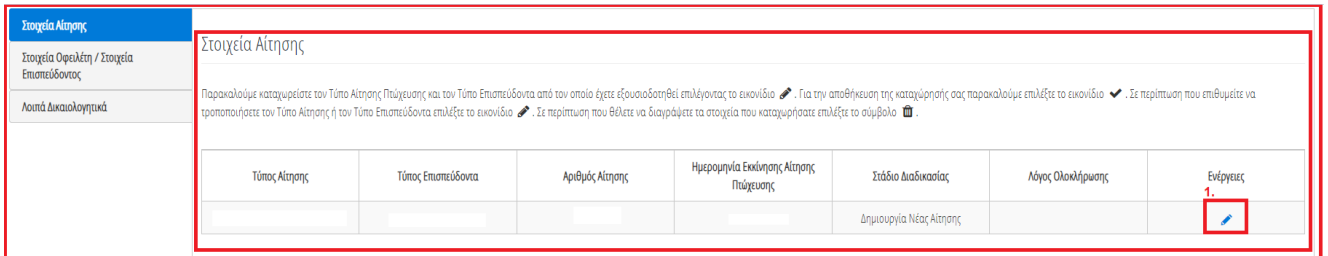 Στοιχεία Αίτησης
Στοιχεία Οφειλέτη / Στοιχεία
Επισπεύδοντος
Λοιπά Δικαιολογητικά
Στοιχεία Αίτησης
Παρακαλούμε καταχωρείστε τον Τύπο Αίτησης Πτώχευσης και τον Τύπο Επισπεύδοντα από τον οποίο έχετε εξουσιοδοτηθεί επιλέγοντας το εικονίδιο . Για την αποθήκευση της καταχώρησής σας παρακαλούμε επιλέξτε το εικονίδιο . Σε περίπτωση που επιθυμείτε να
τροποποιήσετε τον Τύπο Αίτησης ή τον Τύπο Επισπεύδοντα επιλέξτε το εικονίδιο . Σε περίπτωση που θέλετε να διαγράψετε τα στοιχεία που καταχωρήσατε επιλέξτε το σύμβολο .
Τύπος Αίτησης
Τύπος Επισπεύδοντα
Αριθμός Αίτησης
Ημερομηνία Εκκίνησης Αίτησης
Πτώχευσης
Στάδιο Διαδικασίας
Λόγος Ολοκλήρωσης
Ενέργειες
1.
Δημιουργία Νέας Αίτησης